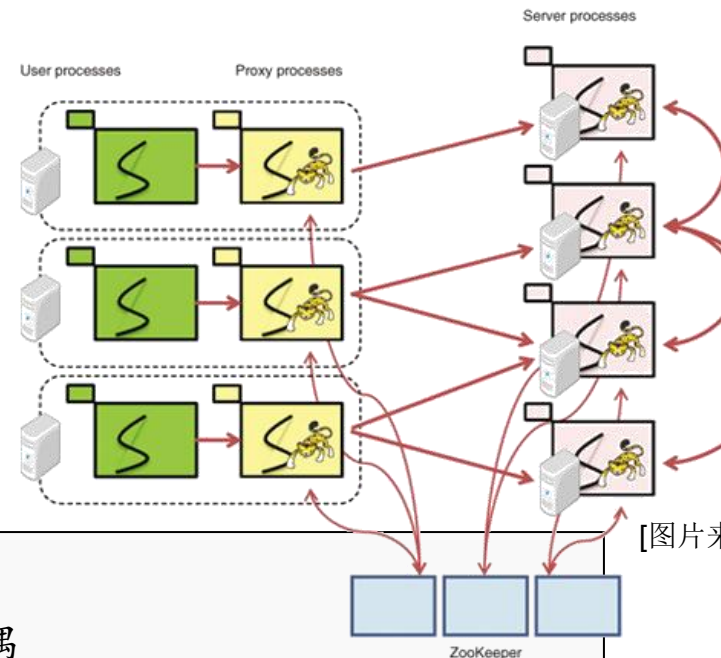 Server processes
User processes
Proxy processes
[图片来
ZooKeeper